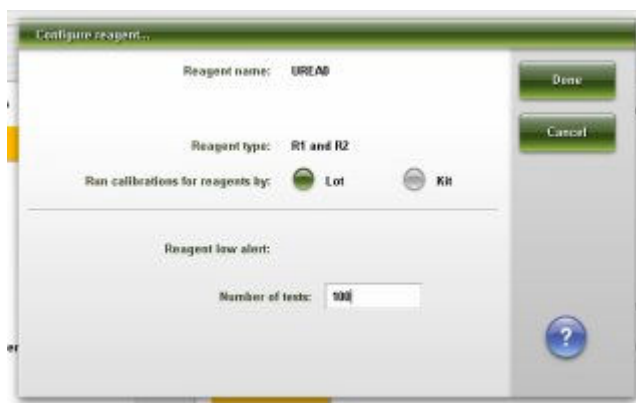 Configure reagent...
Reagent name: UREA0
Done
Cancel
Reagent type: R1 and R2
Run calibrations for reagents by: Lot Kit
Reagent low alert:
Number of tests: 100
?
er